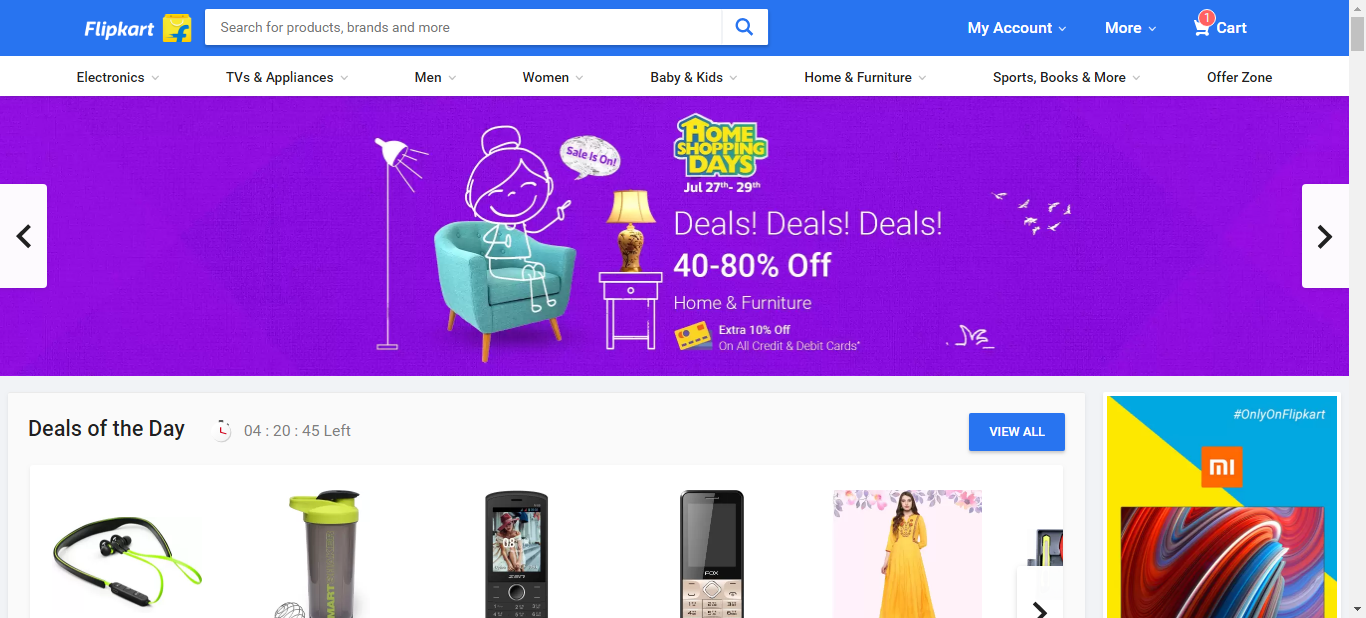 Flipkart
Search for products, brands and more
My Account
More
1
Cart
Electronics
TVs & Appliances
Men
Women
Baby & Kids
Home & Furniture
Sports, Books & More
Offer Zone
Sale Is On!
HOME
SHOPPING
DAYS
Jul 27th- 29th
Deals! Deals! Deals!
40-80% Off
Home & Furniture
Extra 10% Off
On All Credit & Debit Cards*
Deals of the Day
04 : 20 : 45 Left
VIEW ALL
#OnlyOnFlipkart
mi
ZEN
FOX